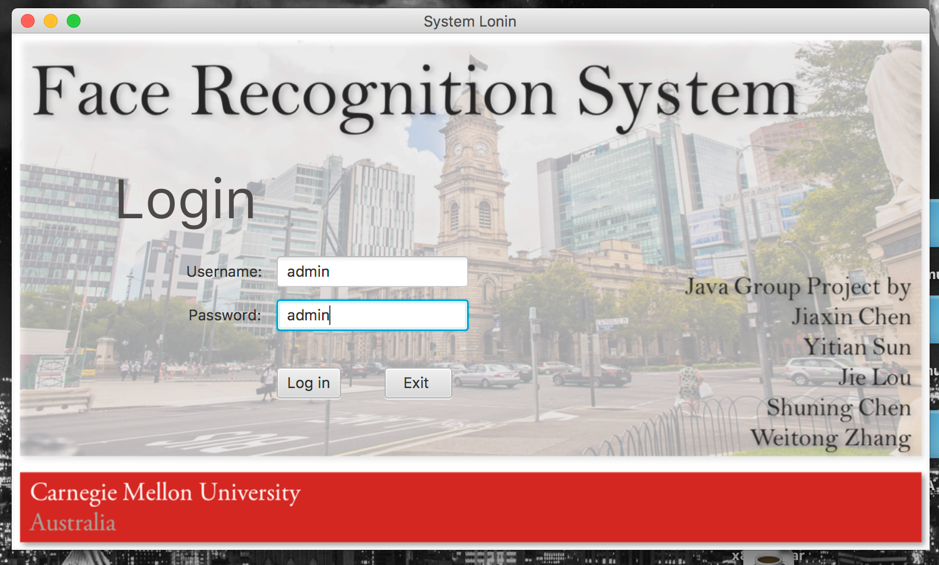 System Lonin
Face Recognition System
Login
Username: admin
Password: admin
Log in Exit
Java Group Project by
Jiaxin Chen
Yitian Sun
Jie Lou
Shuning Chen
Weitong Zhang
Carnegie Mellon University
Australia